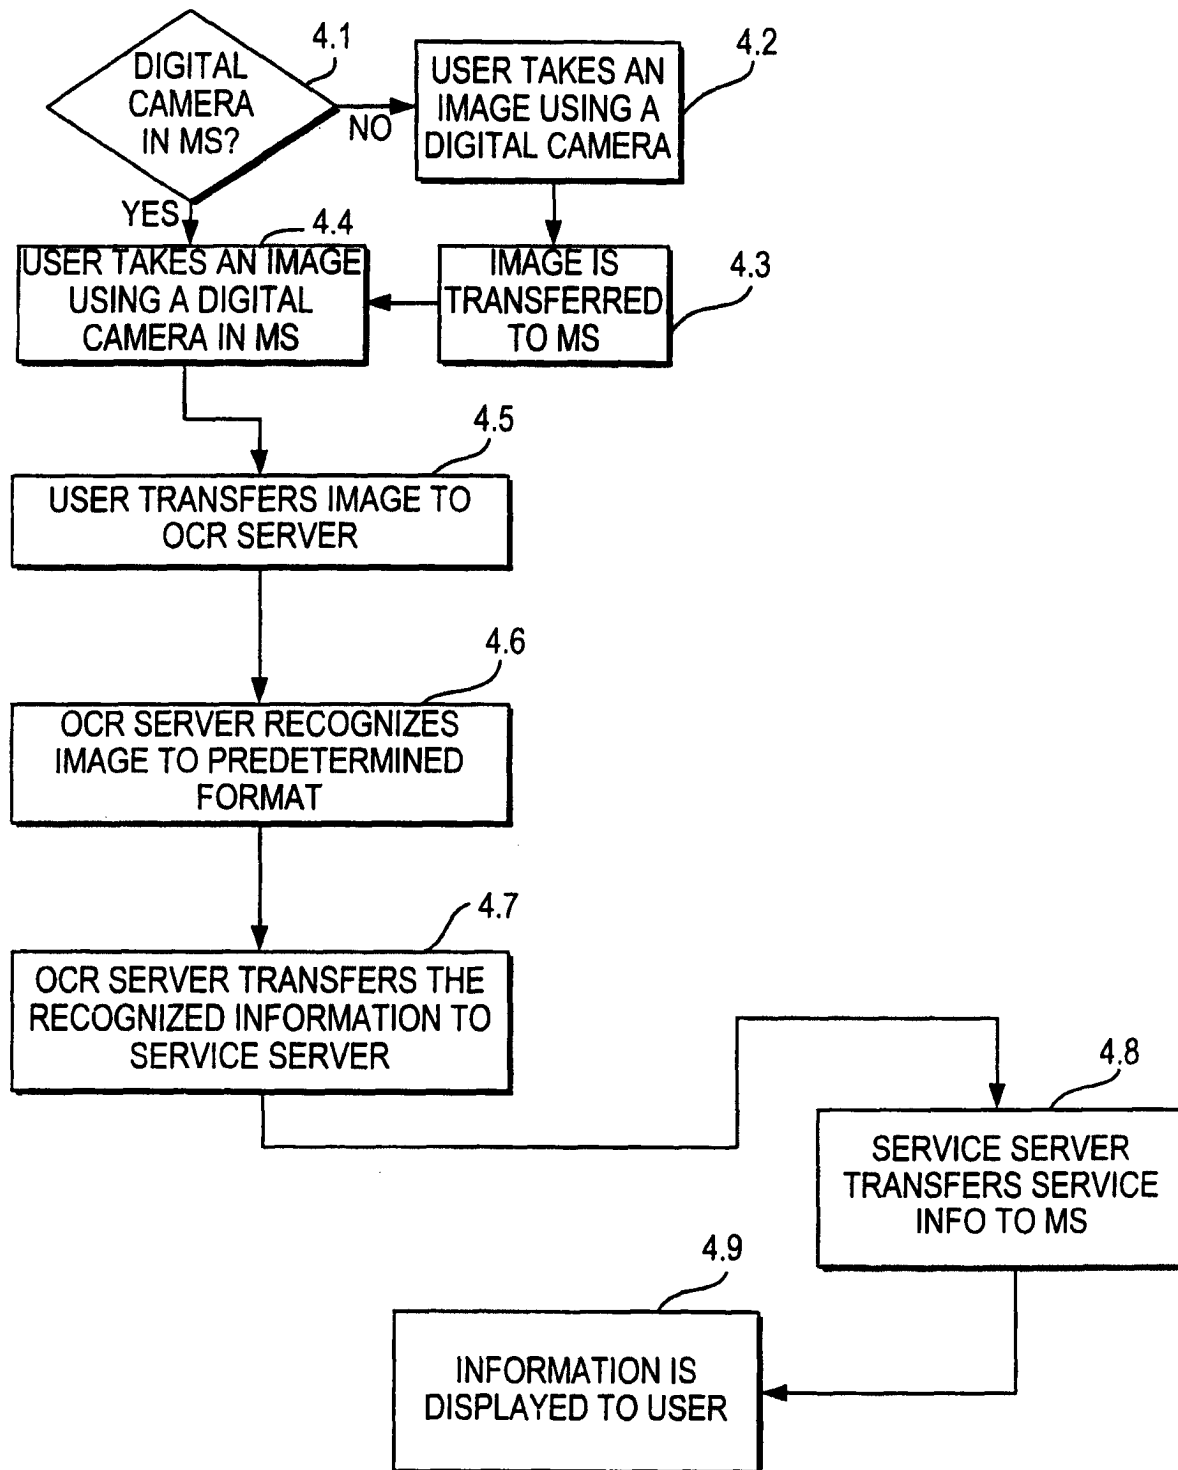 4.1
DIGITAL
CAMERA
IN MS?
NO
YES
4.2
USER TAKES AN
IMAGE USING A
DIGITAL CAMERA
4.3
IMAGE IS
TRANSFERRED
TO MS
4.4
USER TAKES AN IMAGE
USING A DIGITAL
CAMERA IN MS
4.5
USER TRANSFERS IMAGE TO
OCR SERVER
4.6
OCR SERVER RECOGNIZES
IMAGE TO PREDETERMINED
FORMAT
4.7
OCR SERVER TRANSFERS THE
RECOGNIZED INFORMATION TO
SERVICE SERVER
4.8
SERVICE SERVER
TRANSFERS SERVICE
INFO TO MS
4.9
INFORMATION IS
DISPLAYED TO USER